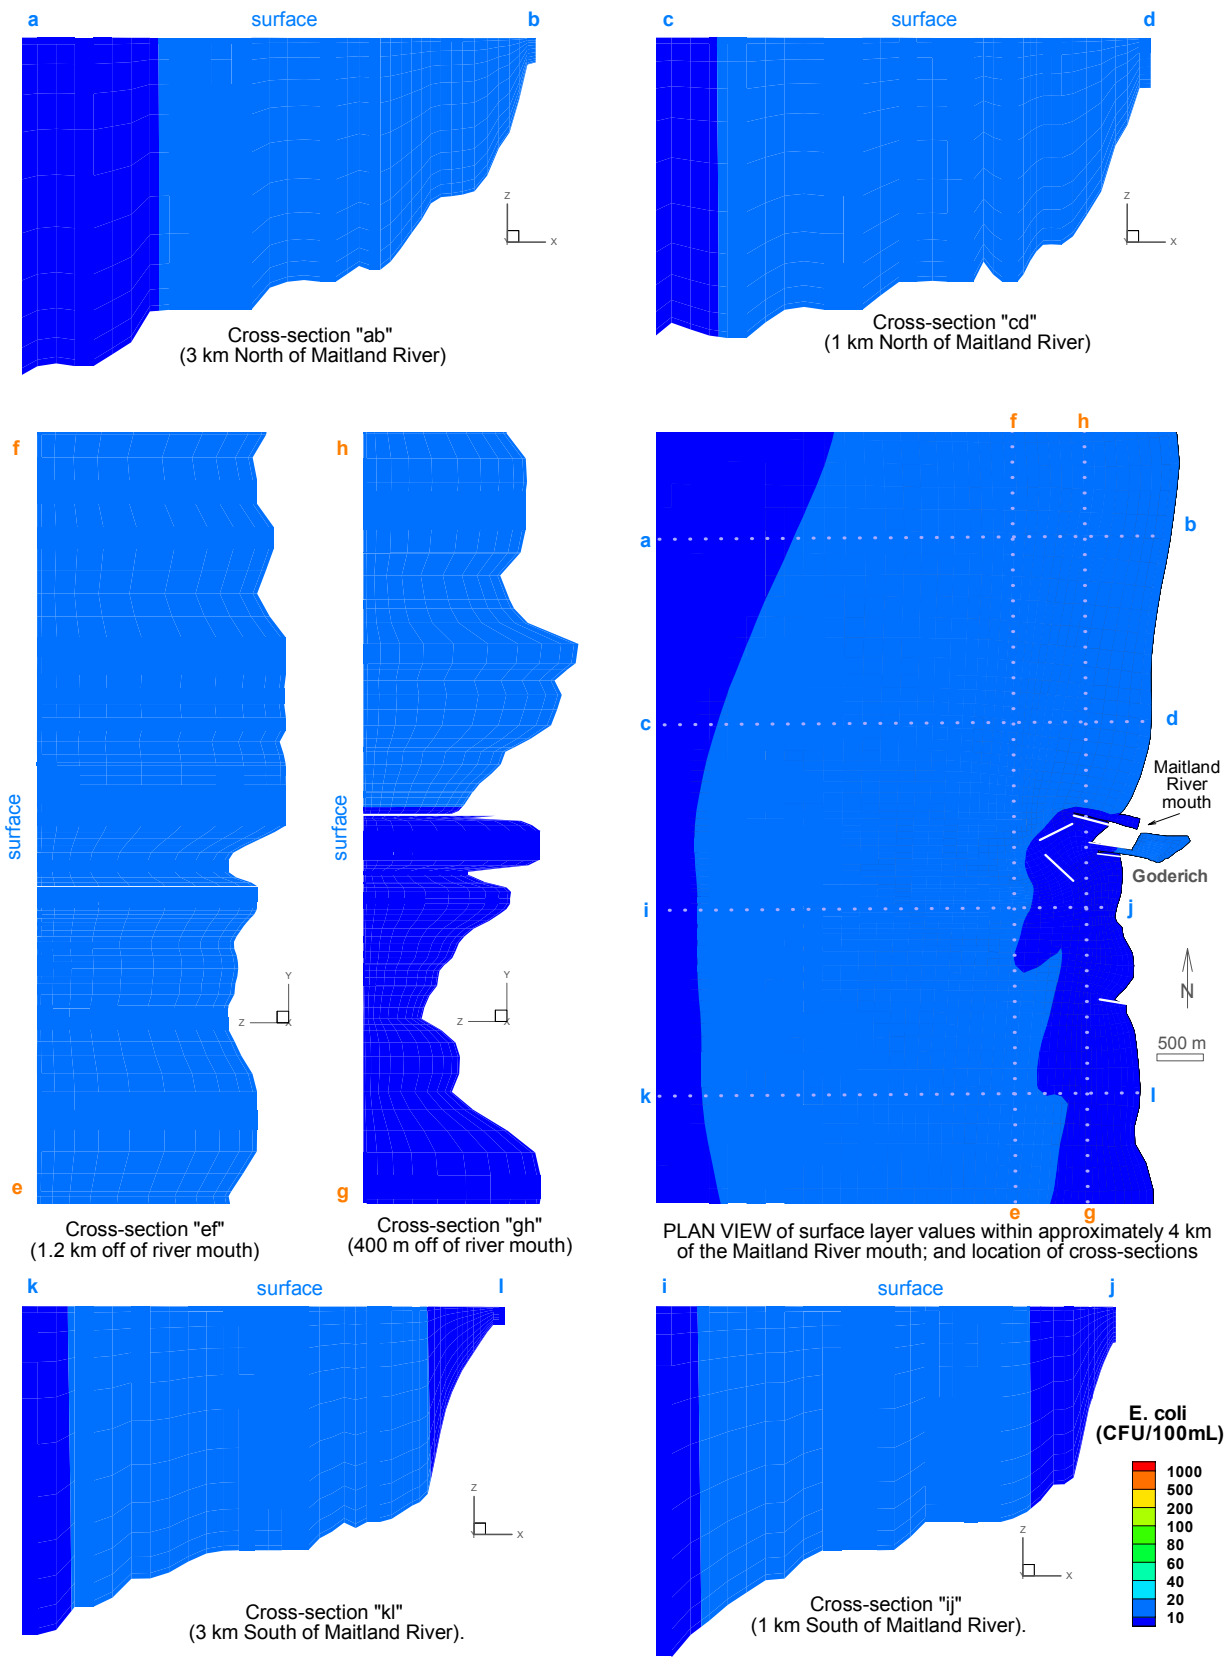 a surface b
c surface d
Z
X
Y
Z
X
Y
Cross-section "ab"
(3 km North of Maitland River)
Cross-section "cd"
(1 km North of Maitland River)
f
surface
e
Y
Z
X
Cross-section "ef"
(1.2 km off of river mouth)
h
surface
g
Y
Z
X
Cross-section "gh"
(400 m off of river mouth)
f h
a b
c d
Maitland
River
mouth
Goderich
i j
N
500 m
k l
e g
PLAN VIEW of surface layer values within approximately 4 km
of the Maitland River mouth; and location of cross-sections
k surface l
Z
X
Y
Cross-section "kl"
(3 km South of Maitland River).
i surface j
Z
X
Y
Cross-section "ij"
(1 km South of Maitland River).
E. coli
(CFU/100mL)
1000
500
200
100
80
60
40
20
10